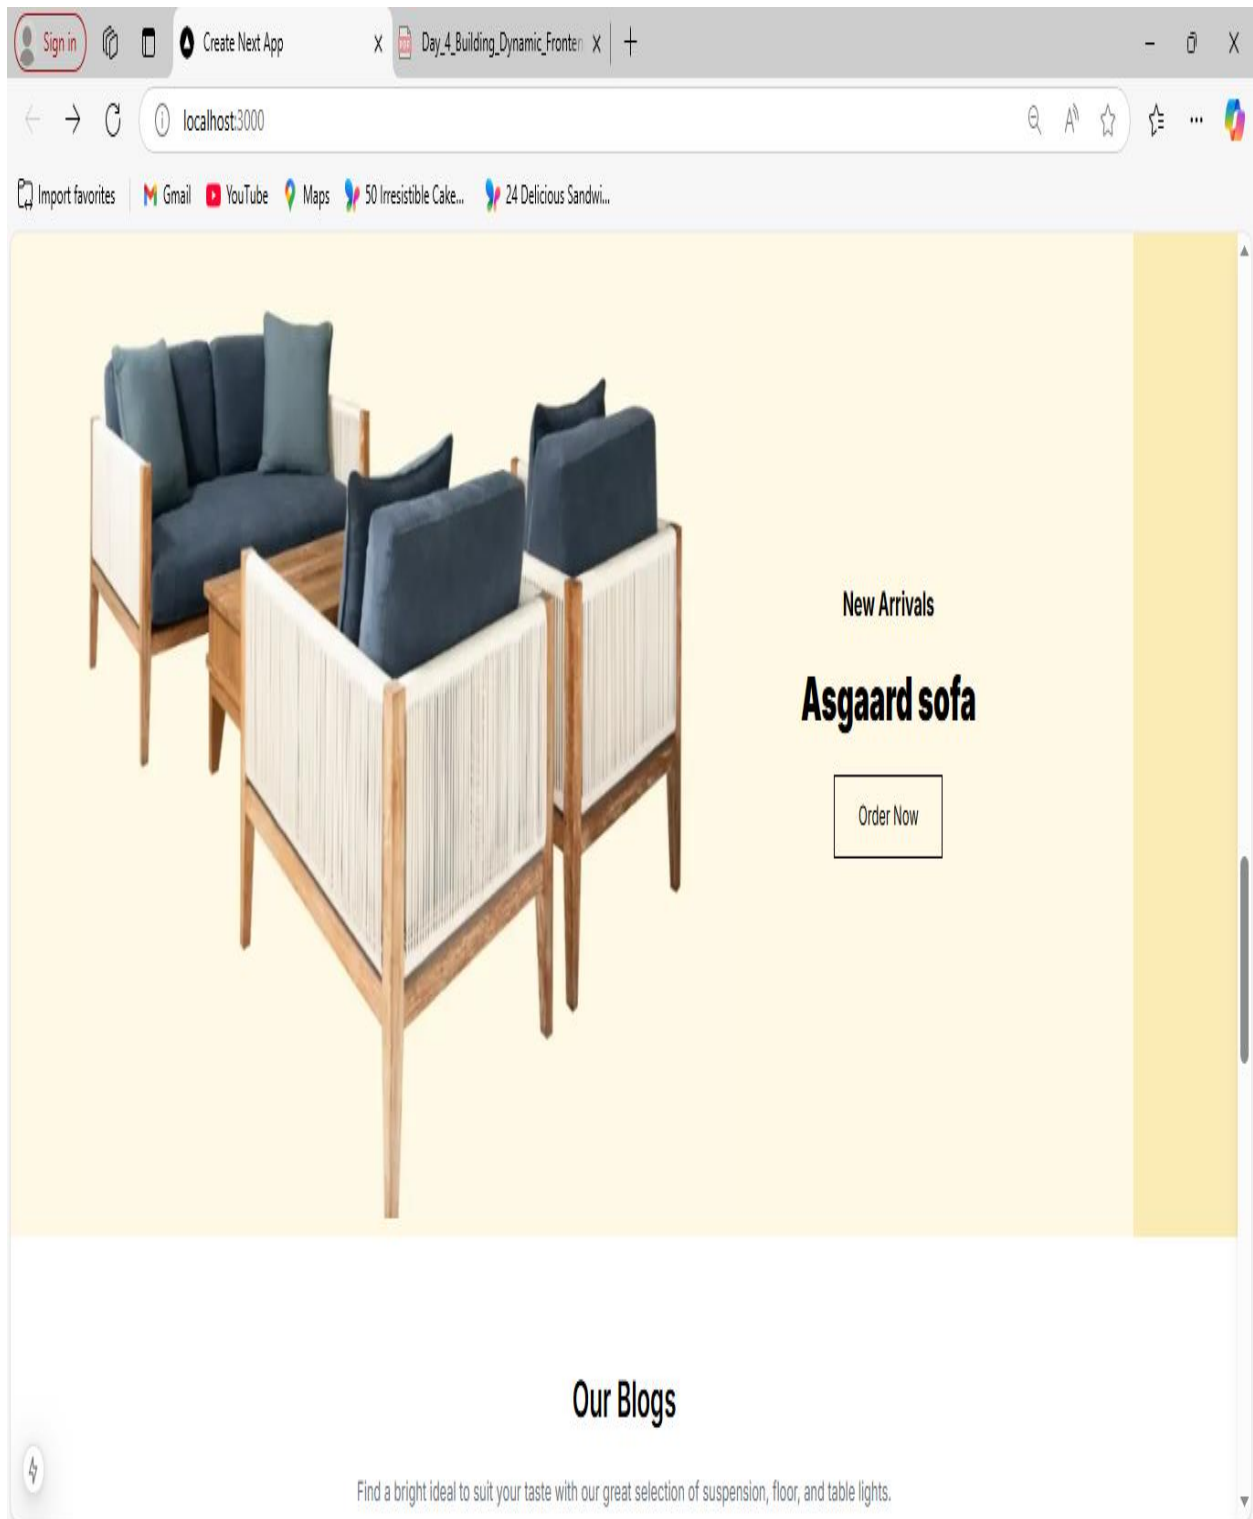 Sign in
Create Next App
Day_4_Building_Dynamic_Fronten
localhost:3000
Import favorites
Gmail
YouTube
Maps
50 Irresistible Cake...
24 Delicious Sandwi...
New Arrivals
Asgaard sofa
Order Now
Our Blogs
Find a bright ideal to suit your taste with our great selection of suspension, floor, and table lights.